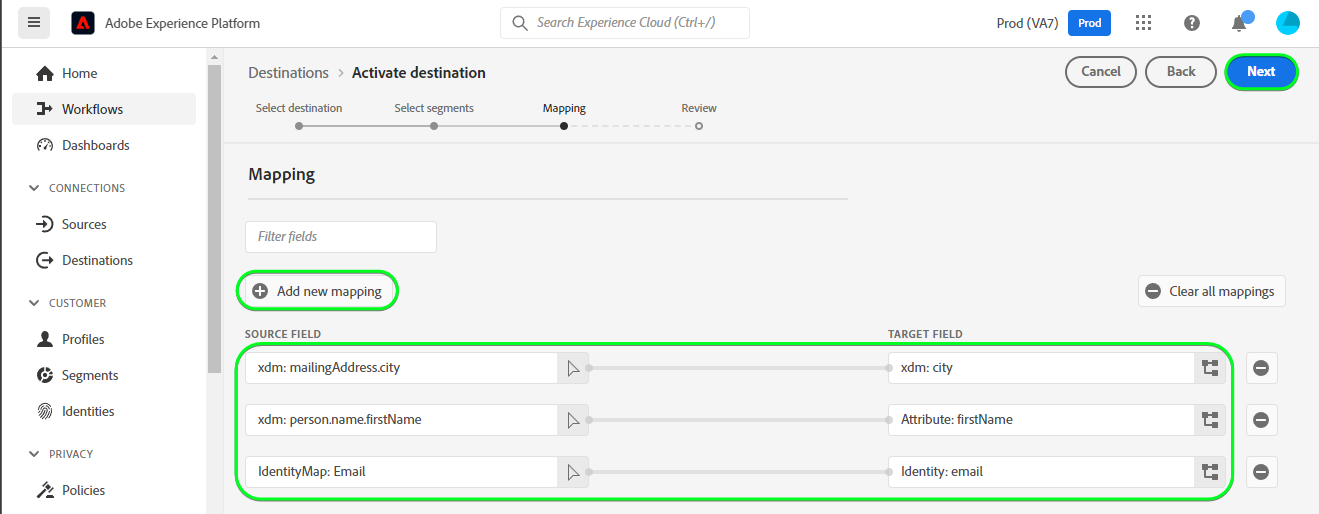 Adobe Experience Platform
Search Experience Cloud (Ctrl+/)
Prod (VA7)
Prod
Home
Workflows
Dashboards
CONNECTIONS
Sources
Destinations
CUSTOMER
Profiles
Segments
Identities
PRIVACY
Policies
Destinations > Activate destination
Cancel
Back
Next
Select destination
Select segments
Mapping
Review
Mapping
Filter fields
Add new mapping
Clear all mappings
SOURCE FIELD
TARGET FIELD
xdm: mailingAddress.city
xdm: city
xdm: person.name.firstName
Attribute: firstName
IdentityMap: Email
Identity: email